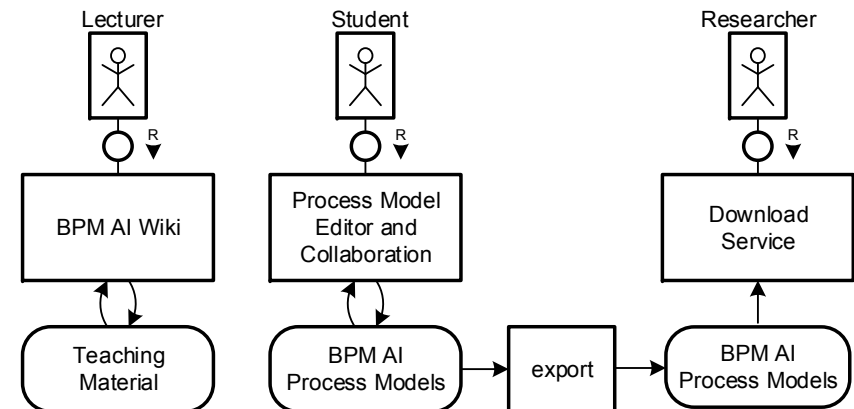 Lecturer
Student
Researcher
R
R
R
BPM AI Wiki
Process Model
Editor and
Collaboration
Download
Service
Teaching
Material
BPM AI
Process Models
export
BPM AI
Process Models